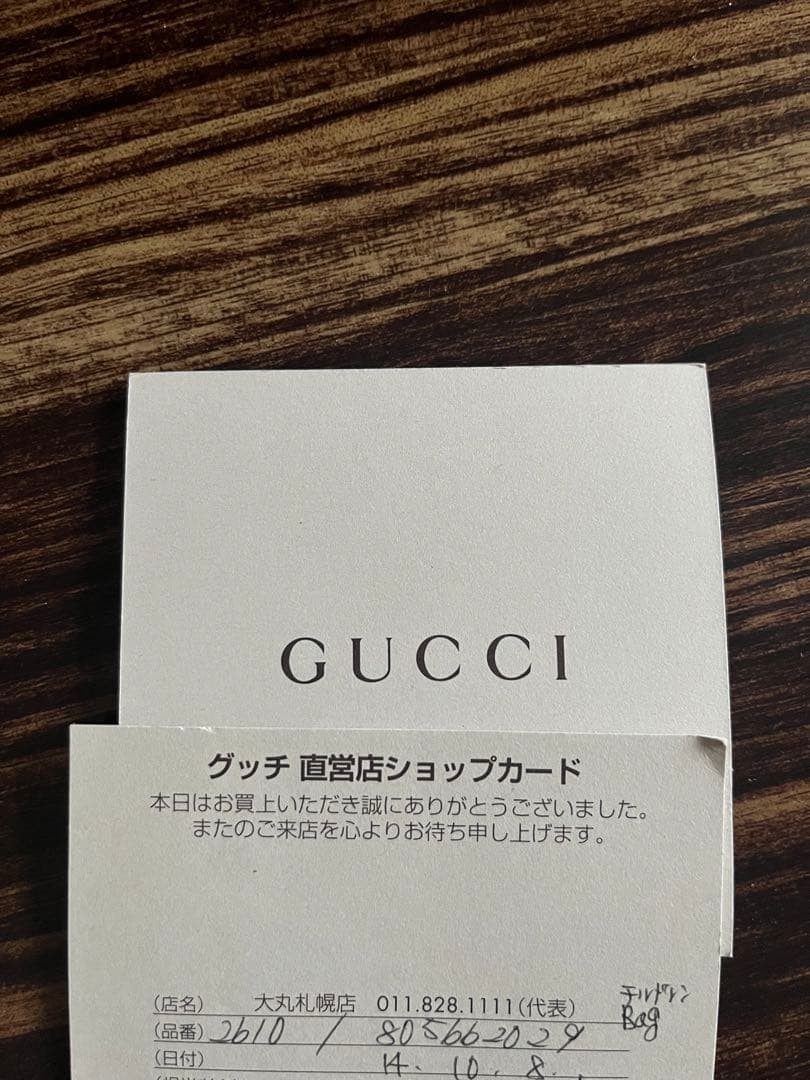 GUCCI
グッチ 直営店ショップカード
本日はお買上いただき誠にありがとうございました。
またのご来店を心よりお待ち申し上げます。
(店名) 大丸札幌店 011.828.1111(代表)
チルドレン
Bag
(品番) 2610 / 805662029
(日付) 14. 10. 8.